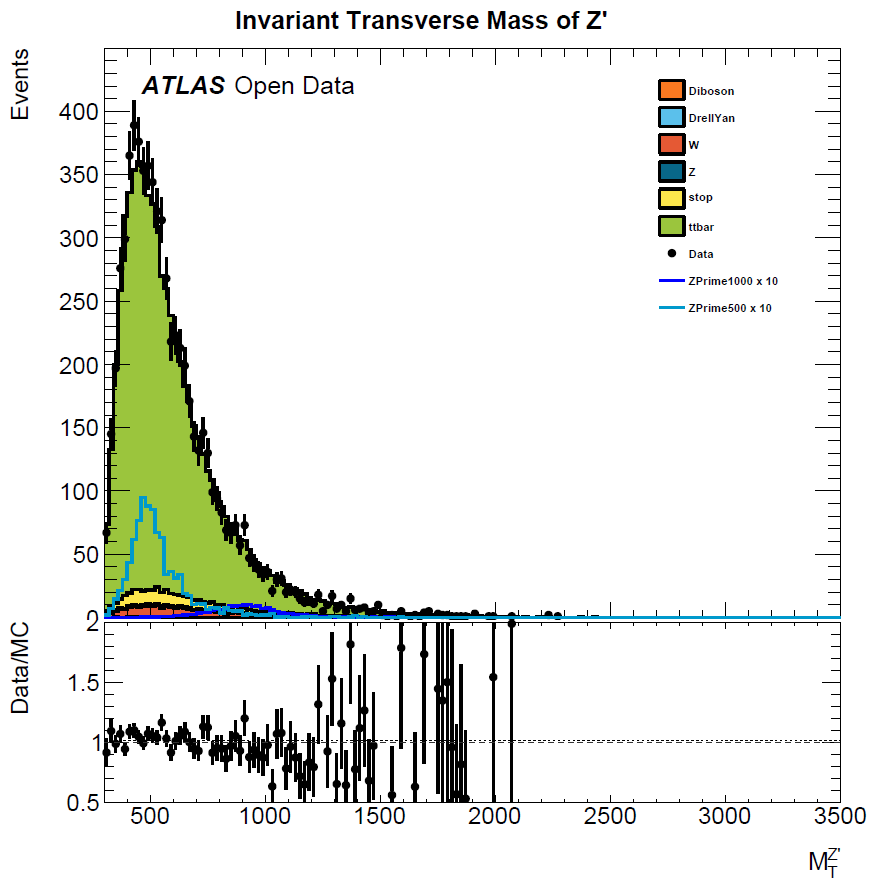 Invariant Transverse Mass of Z'
Events
ATLAS Open Data
Diboson
DrellYan
W
Z
stop
ttbar
Data
ZPrime1000 x 10
ZPrime500 x 10
400
350
300
250
200
150
100
50
0
Data/MC
2
1.5
1
0.5
500 1000 1500 2000 2500 3000 3500
M_T^Z'